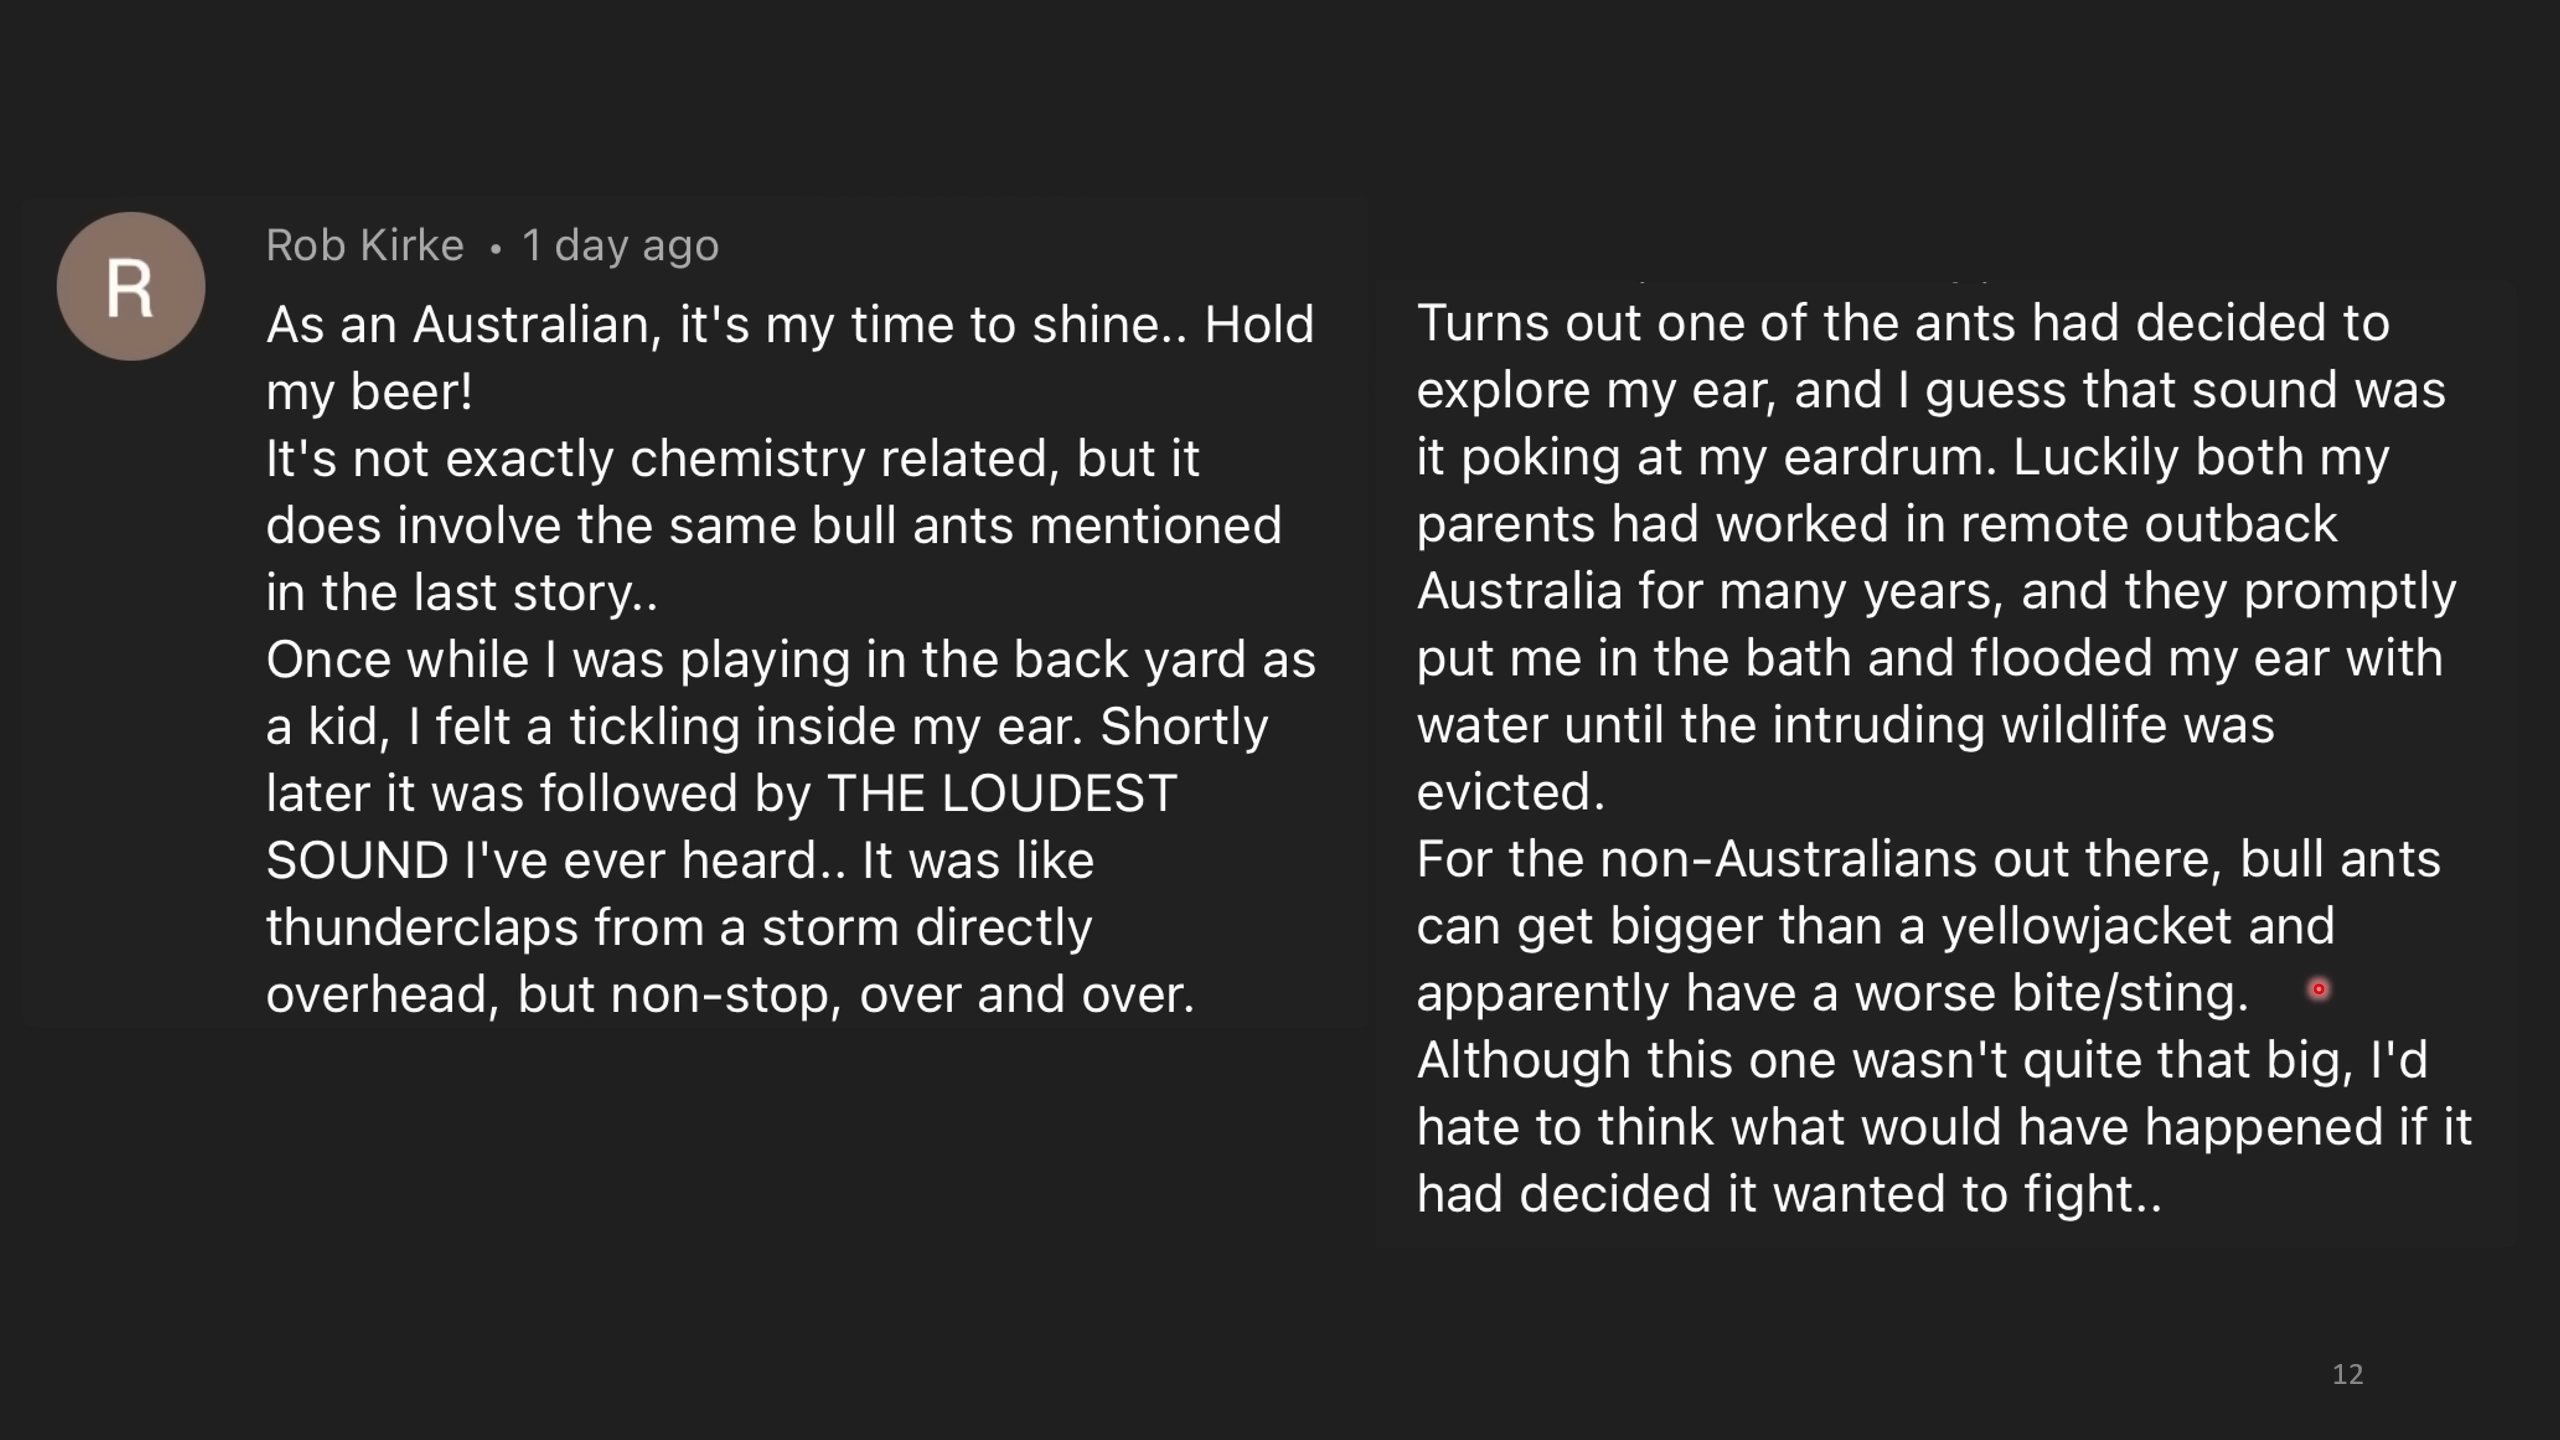 R
Rob Kirke • 1 day ago
As an Australian, it's my time to shine.. Hold
my beer!
It's not exactly chemistry related, but it
does involve the same bull ants mentioned
in the last story..
Once while I was playing in the back yard as
a kid, I felt a tickling inside my ear. Shortly
later it was followed by THE LOUDEST
SOUND I've ever heard.. It was like
thunderclaps from a storm directly
overhead, but non-stop, over and over.
Turns out one of the ants had decided to
explore my ear, and I guess that sound was
it poking at my eardrum. Luckily both my
parents had worked in remote outback
Australia for many years, and they promptly
put me in the bath and flooded my ear with
water until the intruding wildlife was
evicted.
For the non-Australians out there, bull ants
can get bigger than a yellowjacket and
apparently have a worse bite/sting.
Although this one wasn't quite that big, I'd
hate to think what would have happened if it
had decided it wanted to fight..
12